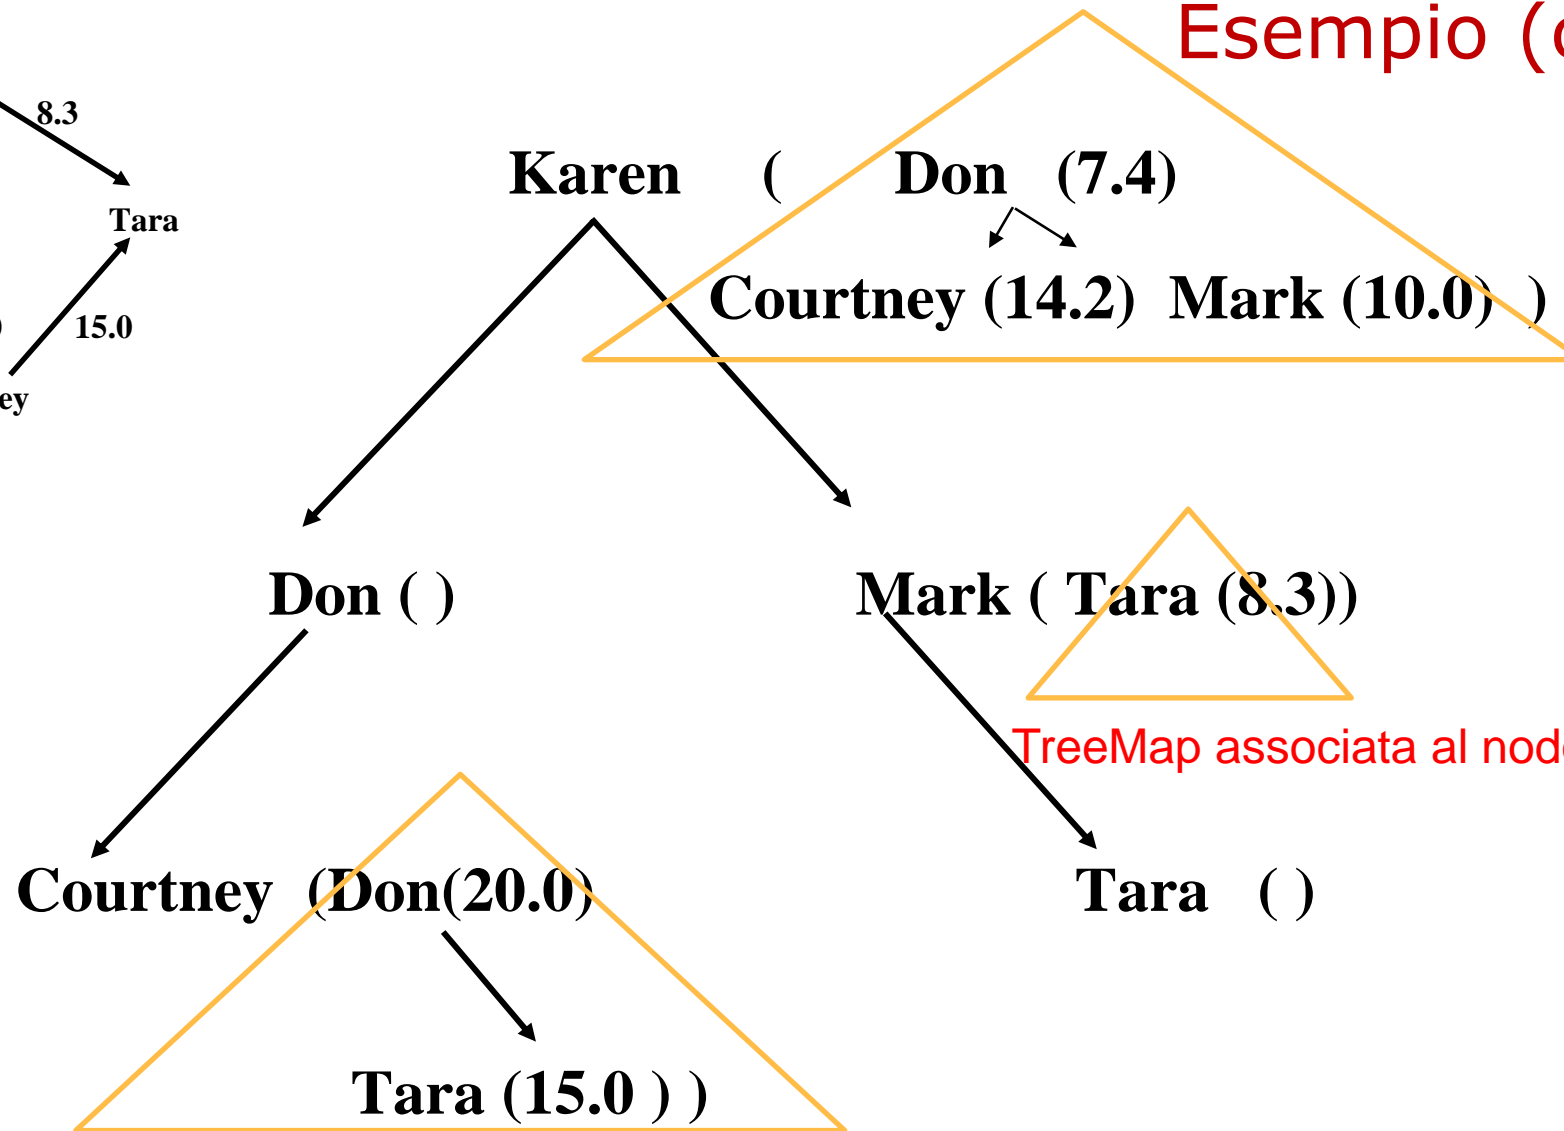 Esempio (
8.3
Karen ( Don (7.4)
Tara
Courtney (14.2) Mark (10.0) )
15.0
ey
Don ( )
Mark ( Tara (8.3))
TreeMap associata al
Courtney (Don(20.0)
Tara ( )
Tara (15.0 ) )